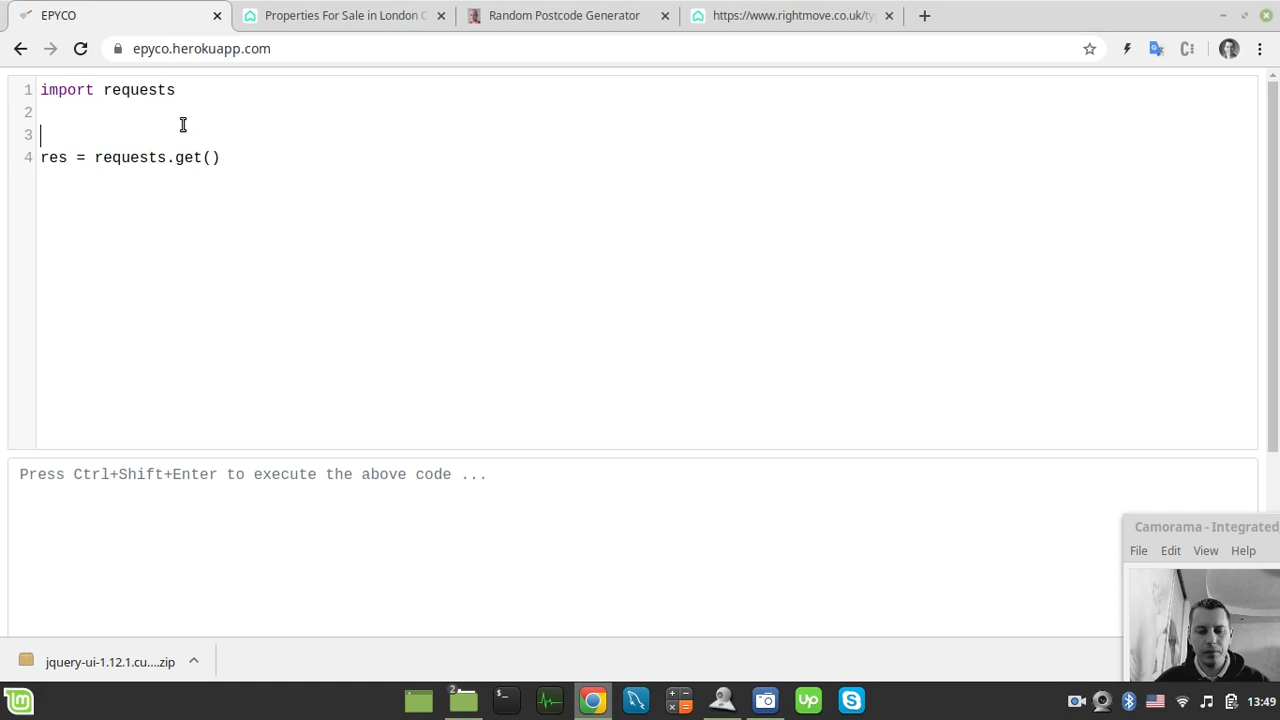 EPYCO
Properties For Sale in London C
Random Postcode Generator
https://www.rightmove.co.uk/ty
epyco.herokuapp.com
1 import requests
2
3
4 res = requests.get()
Press Ctrl+Shift+Enter to execute the above code ...
Camorama - Integrated
File Edit View Help
jquery-ui-1.12.1.cu....zip
2
Up
13:49